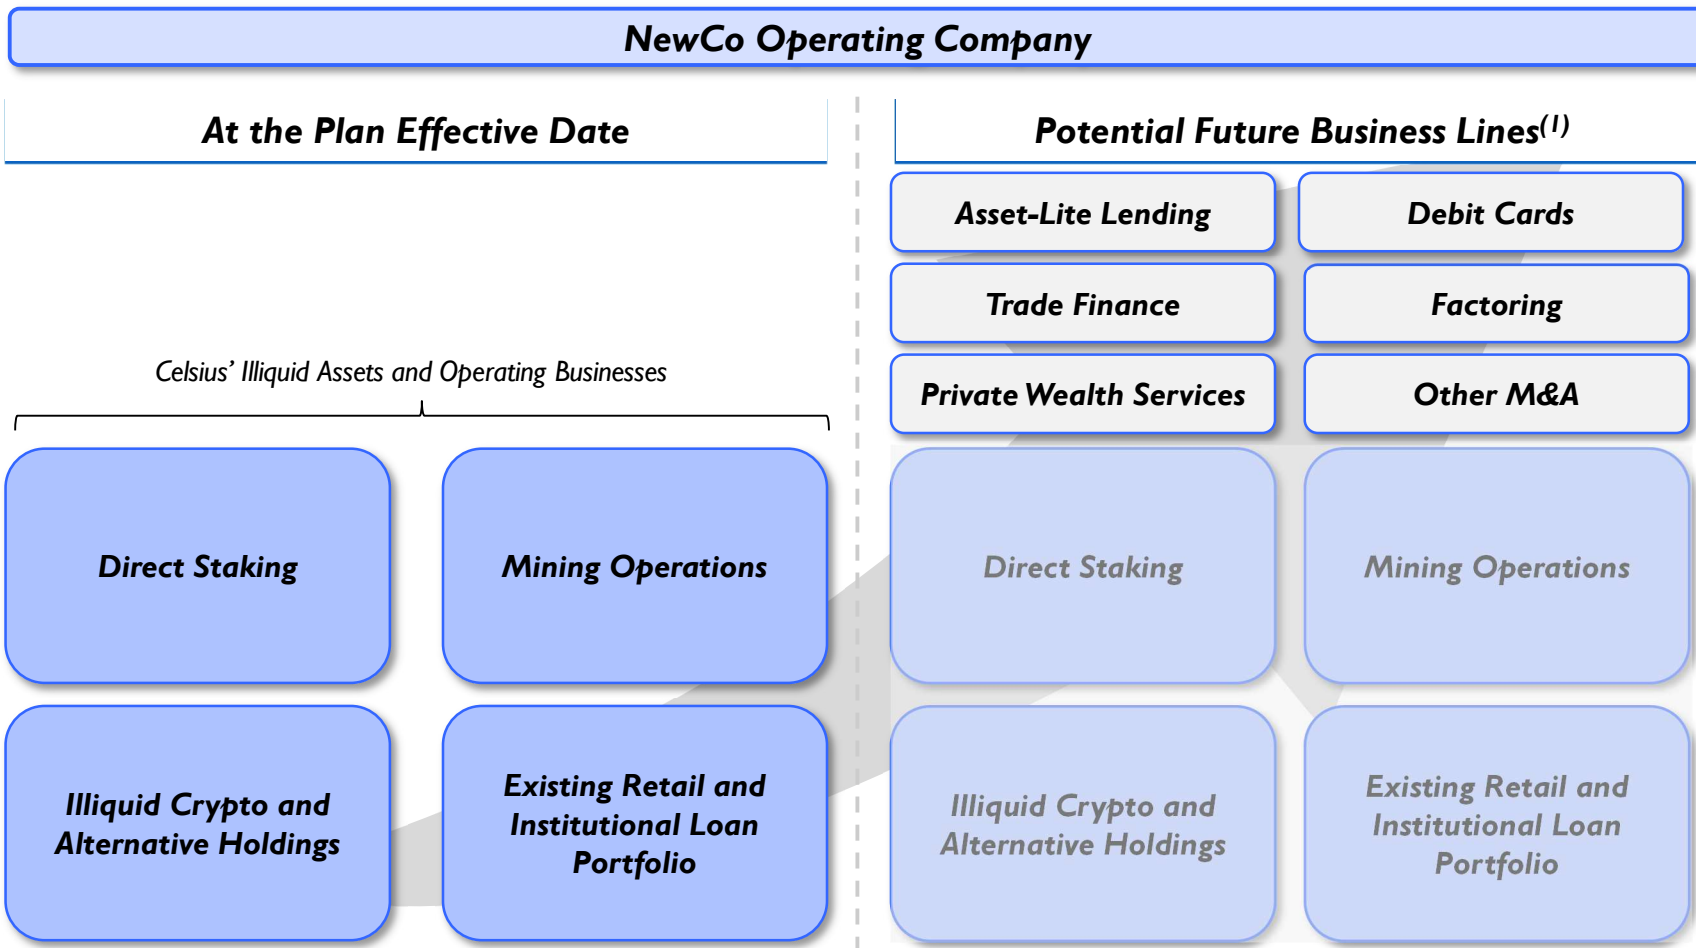 NewCo Operating Company
At the Plan Effective Date
Celsius’ Illiquid Assets and Operating Businesses
Direct Staking
Mining Operations
Illiquid Crypto and
Alternative Holdings
Existing Retail and
Institutional Loan
Portfolio
Potential Future Business Lines(1)
Asset-Lite Lending
Debit Cards
Trade Finance
Factoring
Private Wealth Services
Other M&A
Direct Staking
Mining Operations
Illiquid Crypto and
Alternative Holdings
Existing Retail and
Institutional Loan
Portfolio